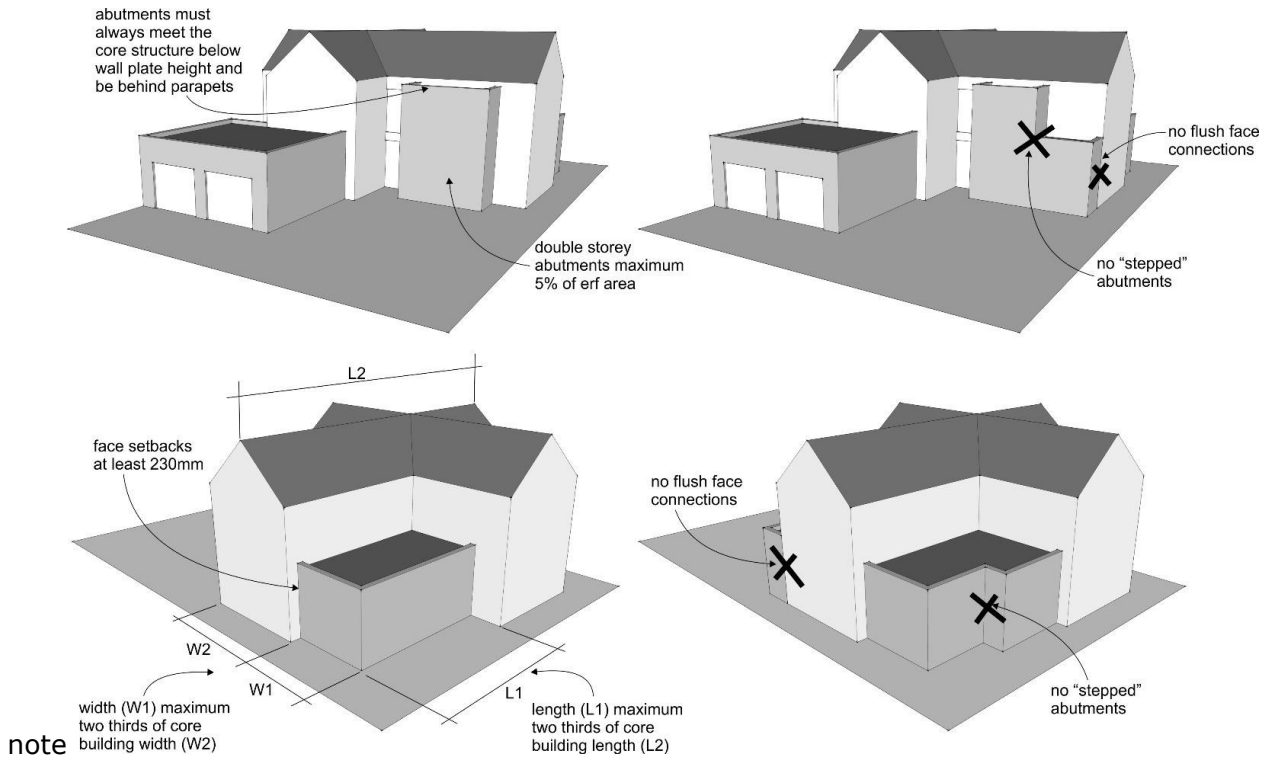 abutments must
always meet the
core structure below
wall plate height and
be behind parapets
double storey
abutments maximum
5% of erf area
no flush face
connections
no “stepped”
abutments
L2
face setbacks
at least 230mm
W2
W1
L1
width (W1) maximum
two thirds of core
building width (W2)
length (L1) maximum
two thirds of core
building length (L2)
no flush face
connections
no “stepped”
abutments
note